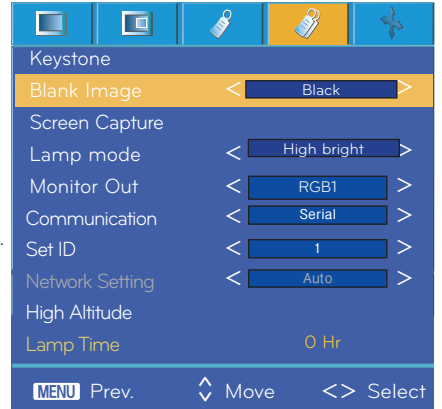 Keystone
Blank Image < Black >
Screen Capture
Lamp mode < High bright >
Monitor Out < RGB1 >
Communication < Serial >
Set ID < 1 >
Network Setting < Auto >
High Altitude
Lamp Time 0 Hr
MENU Prev. Move <> Select